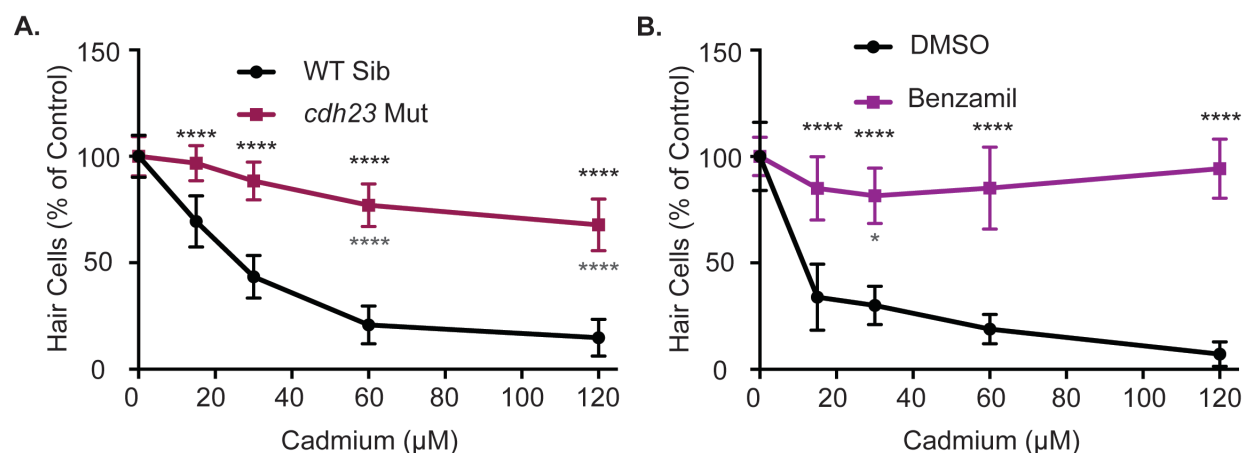 A.
150
100
50
0
Hair Cells (% of Control)
WT Sib
cdh23 Mut
****
****
****
****
****
****
0 20 40 60 80 100 120
Cadmium (µM)
B.
150
100
50
0
Hair Cells (% of Control)
DMSO
Benzamil
****
****
****
****
*
0 20 40 60 80 100 120
Cadmium (µM)